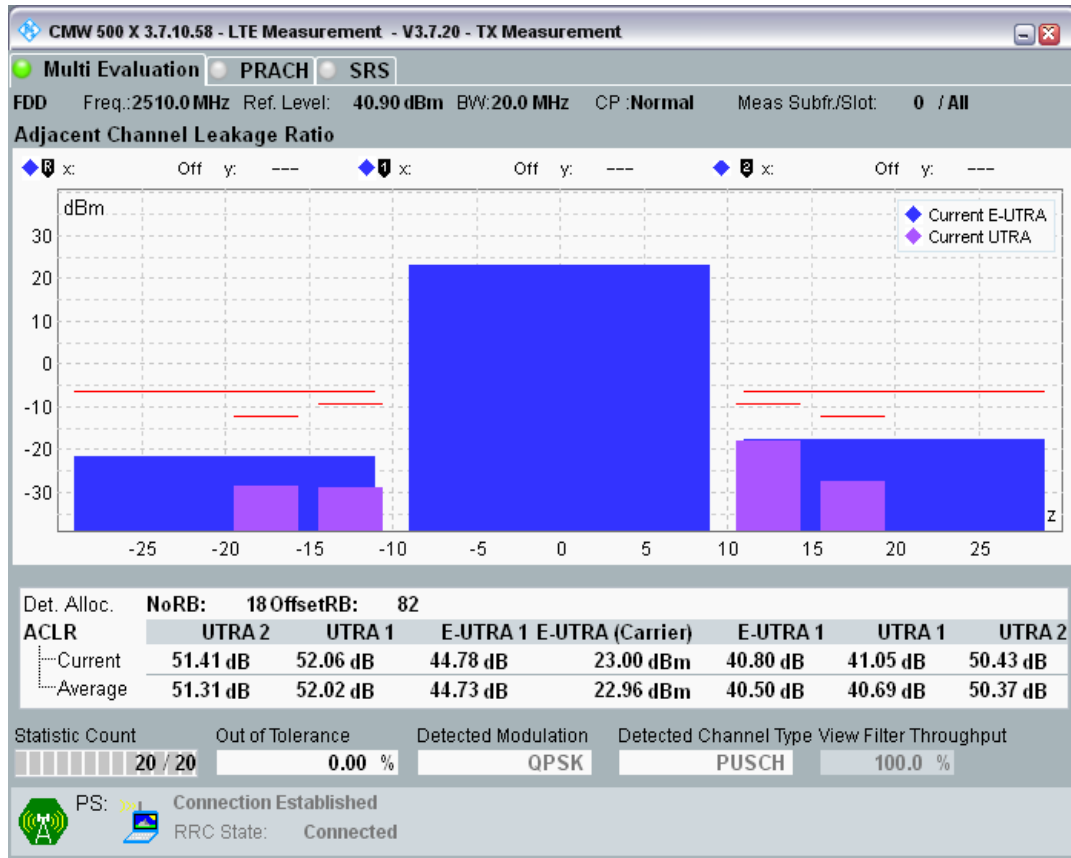 CMW 500 X 3.7.10.58 - LTE Measurement - V3.7.20 - TX Measurement
Multi Evaluation PRACH SRS
FDD Freq.:2510.0 MHz Ref. Level: 40.90 dBm BW:20.0 MHz CP :Normal Meas Subfr./Slot: 0 / All
Adjacent Channel Leakage Ratio
R x: Off y: --- 1 x: Off y: --- 2 x: Off y: ---
dBm
Current E-UTRA
Current UTRA
30
20
10
0
-10
-20
-30
z
-25 -20 -15 -10 -5 0 5 10 15 20 25
Det. Alloc. NoRB: 18 OffsetRB: 82
ACLR UTRA 2 UTRA 1 E-UTRA 1 E-UTRA (Carrier) E-UTRA 1 UTRA 1 UTRA 2
Current 51.41 dB 52.06 dB 44.78 dB 23.00 dBm 40.80 dB 41.05 dB 50.43 dB
Average 51.31 dB 52.02 dB 44.73 dB 22.96 dBm 40.50 dB 40.69 dB 50.37 dB
Statistic Count Out of Tolerance Detected Modulation Detected Channel Type View Filter Throughput
20 / 20 0.00 % QPSK PUSCH 100.0 %
PS: Connection Established
RRC State: Connected